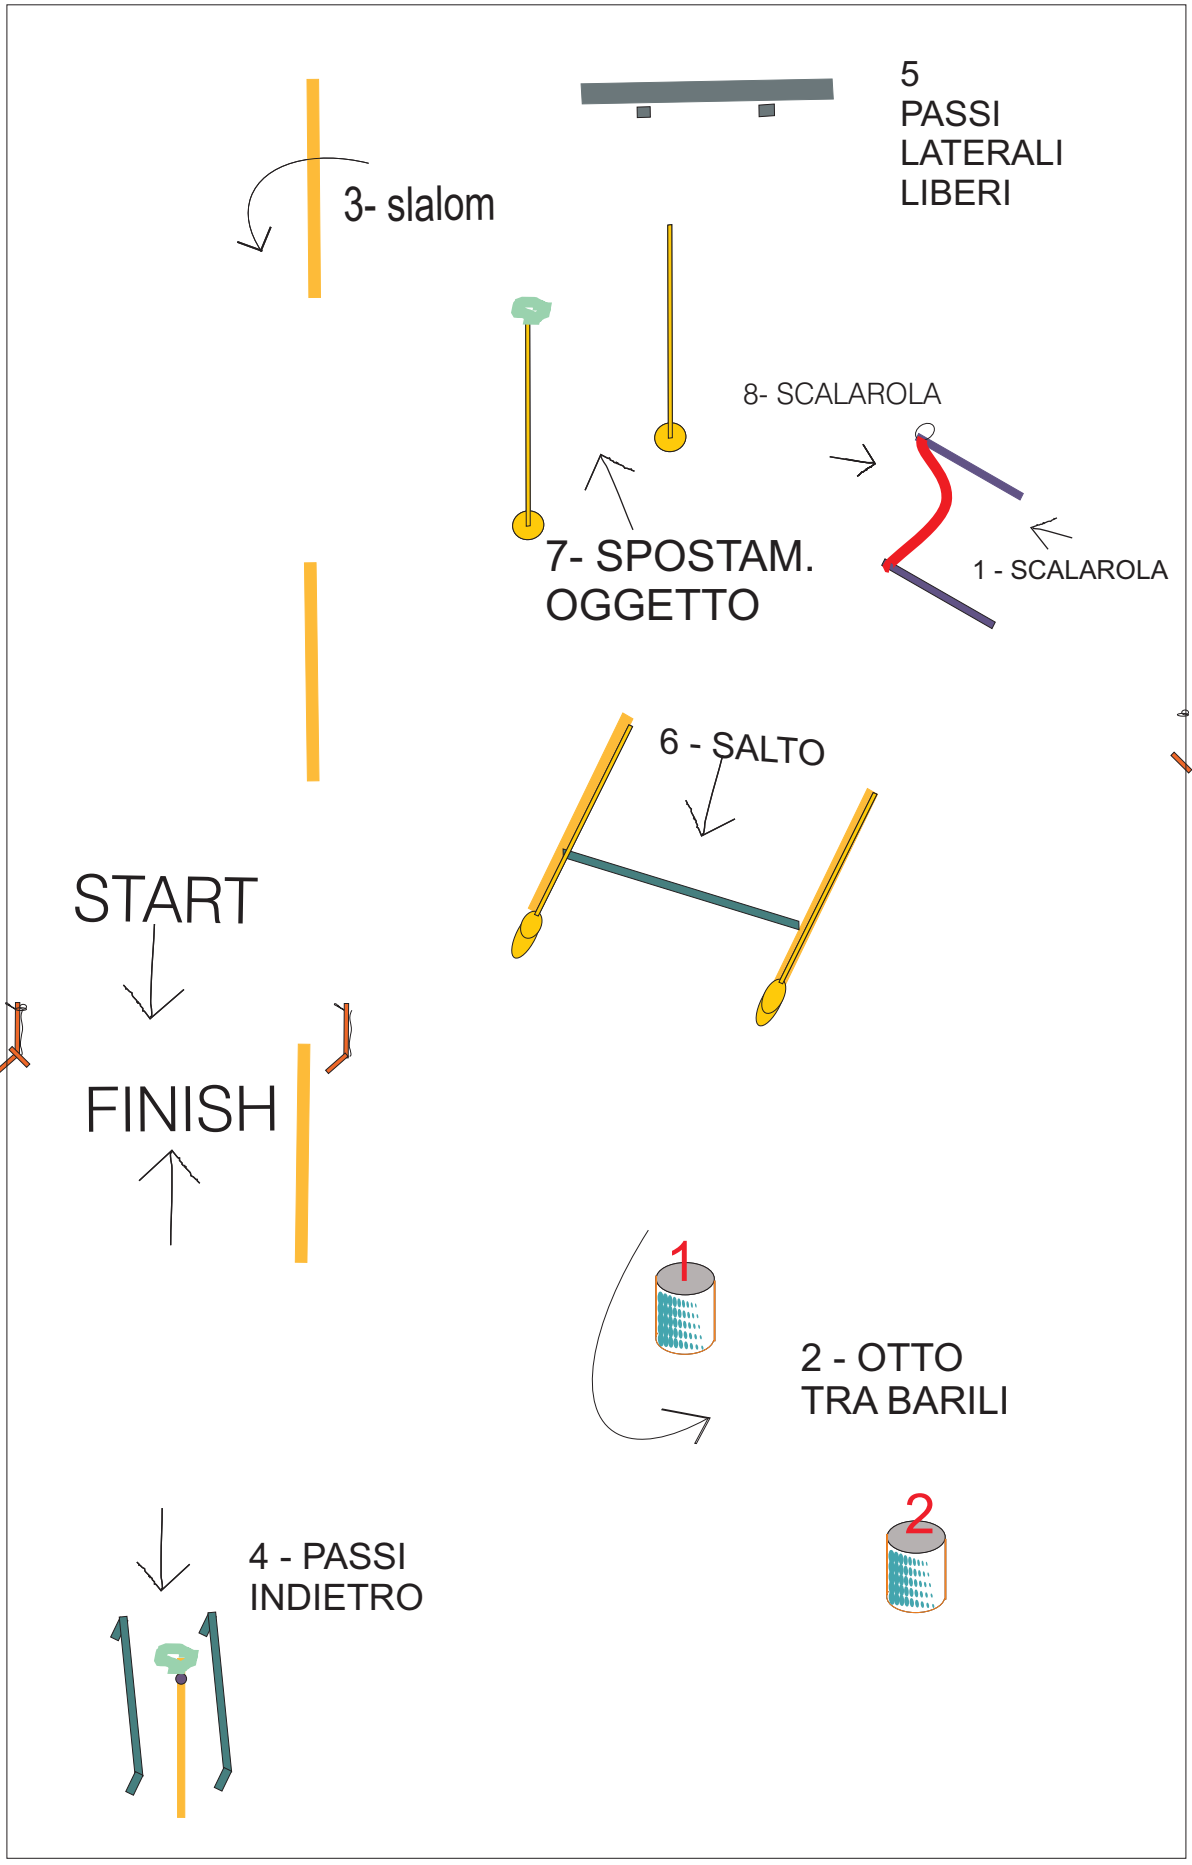 5
PASSI
LATERALI
LIBERI
3- slalom
8- SCALAROLA
7- SPOSTAM.
OGGETTO
1 - SCALAROLA
6 - SALTO
START
FINISH
1
2 - OTTO
TRA BARILI
2
4 - PASSI
INDIETRO